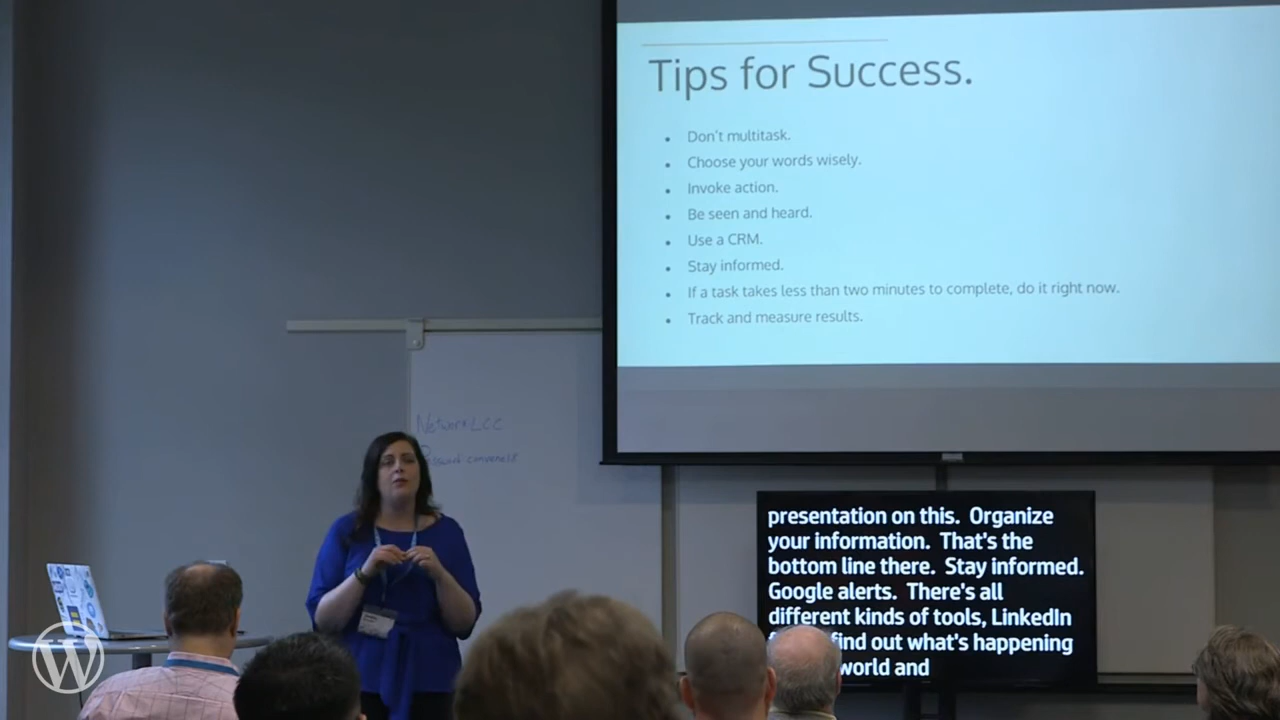 Tips for Success.
Don't multitask.
Choose your words wisely.
Invoke action.
Be seen and heard.
Use a CRM.
Stay informed.
If a task takes less than two minutes to complete, do it right now.
Track and measure results.
Network LCC
presentation on this. Organize
your information. That's the
bottom line there. Stay informed.
Google alerts. There's all
different kinds of tools, LinkedIn
find out what's happening
world and
W